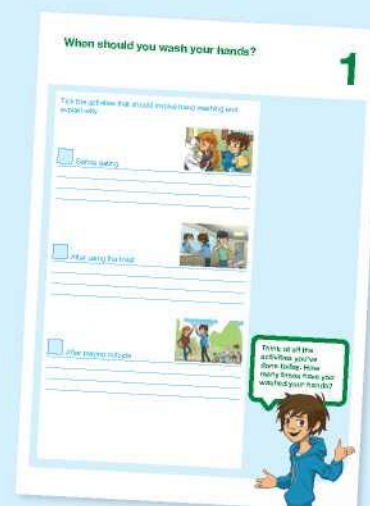 When should you wash your hands?
1
Tick the activities that should involve hand washing and
explain why
Before eating
After using the toilet
After playing outside
Think of all the
activities you've
done today. How
many times have you
washed your hands?